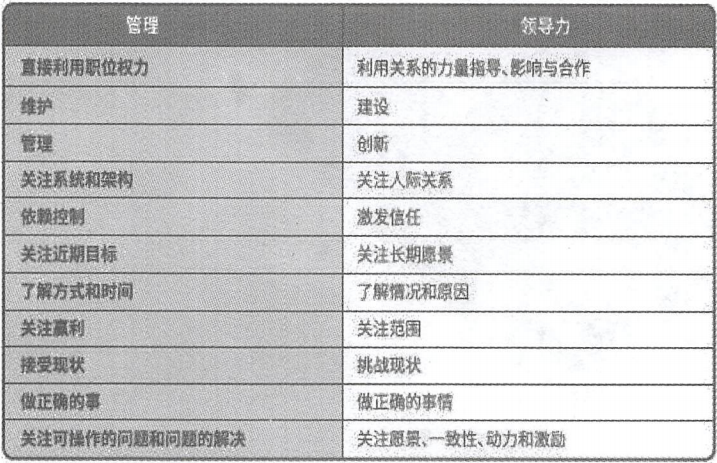 管理 领导力
直接利用职位权力 利用关系的力量指导、影响与合作
维护 建设
管理 创新
关注系统和架构 关注人际关系
依赖控制 激发信任
关注近期目标 关注长期愿景
了解方式和时间 了解情况和原因
关注赢利 关注范围
接受现状 挑战现状
做正确的事 做正确的事情
关注可操作的问题和问题的解决 关注愿景、一致性、动力和激励